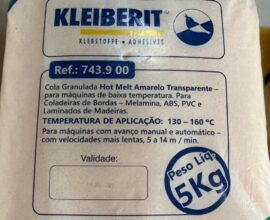 KLEIBERIT®
KLEBSTOFFE • ADHESIVES
Ref.: 743.9 00
Cola Granulada Hot Melt Amarelo Transparente –
para máquinas de baixa temperatura. Para
Coladeiras de Bordas – Melamina, ABS, PVC e
Laminados de Madeiras.
TEMPERATURA DE APLICAÇÃO: 130 – 160 °C
Para máquinas com avanço manual e automático –
com velocidades mais lentas, 5 a 14 m / min.
Validade:
Peso Líq.
5Kg